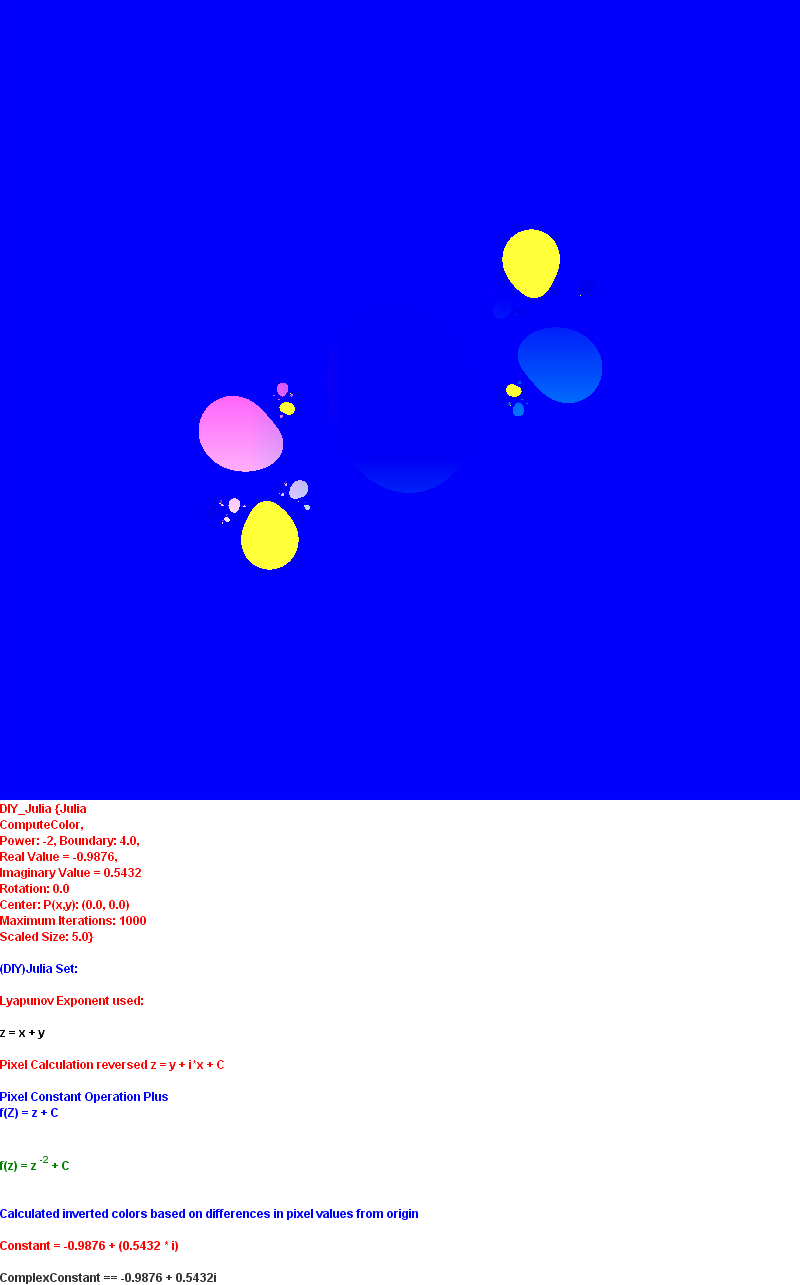 DIY_Julia {Julia
ComputeColor,
Power: -2, Boundary: 4.0,
Real Value = -0.9876,
Imaginary Value = 0.5432
Rotation: 0.0
Center: P(x,y): (0.0, 0.0)
Maximum Iterations: 1000
Scaled Size: 5.0}
(DIY)Julia Set:
Lyapunov Exponent used:
z = x + y
Pixel Calculation reversed z = y + i*x + C
Pixel Constant Operation Plus
f(Z) = z + C
f(z) = z -2 + C
Calculated inverted colors based on differences in pixel values from origin
Constant = -0.9876 + (0.5432 * i)
ComplexConstant == -0.9876 + 0.5432i